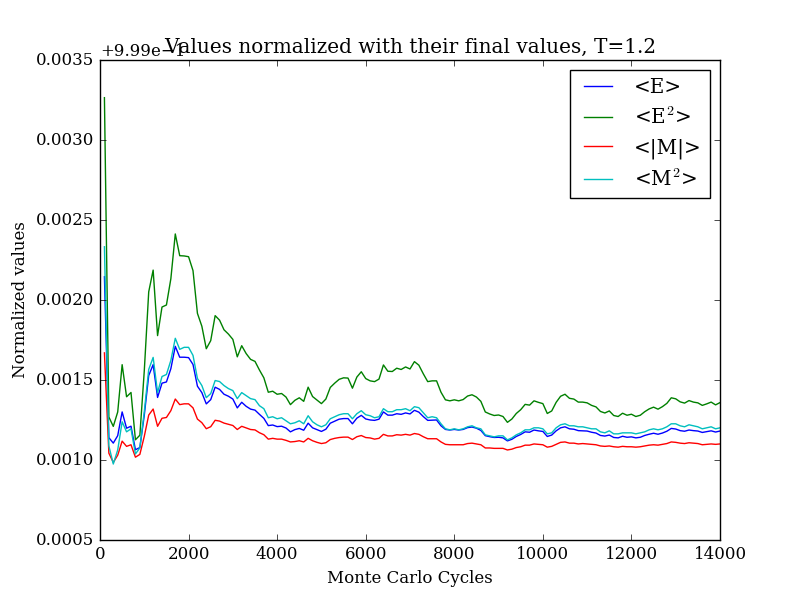 Values normalized with their final values, T=1.2
+9.99e−1
0.0035
0.0030
0.0025
0.0020
0.0015
0.0010
0.0005
Normalized values
<E>
<E²>
<|M|>
<M²>
0 2000 4000 6000 8000 10000 12000 14000
Monte Carlo Cycles